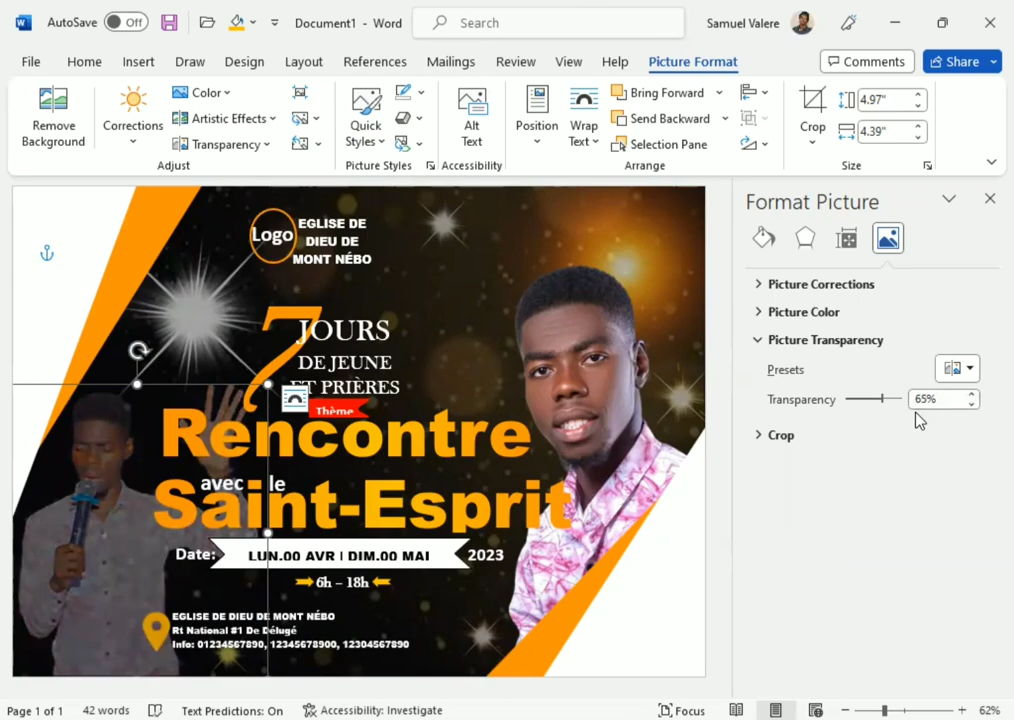 AutoSave Off Document1 - Word Search Samuel Valere
File Home Insert Draw Design Layout References Mailings Review View Help Picture Format Comments Share
Remove Background
Corrections
Color
Artistic Effects
Transparency
Adjust
Quick Styles
Picture Styles
Alt Text
Accessibility
Position
Wrap Text
Bring Forward
Send Backward
Selection Pane
Arrange
Crop
4.97"
4.39"
Size
Logo
EGLISE DE
DIEU DE
MONT NÉBO
7
JOURS
DE JEUNE
ET PRIÈRES
Thème
Rencontre
avec le
Saint-Esprit
Date: LUN.00 AVR | DIM.00 MAI 2023
6h – 18h
EGLISE DE DIEU DE MONT NÉBO
Rt National #1 De Délugé
Info: 01234567890, 12345678900, 12304567890
Format Picture
Picture Corrections
Picture Color
Picture Transparency
Presets
Transparency 65%
Crop
Page 1 of 1 42 words Text Predictions: On Accessibility: Investigate Focus 62%